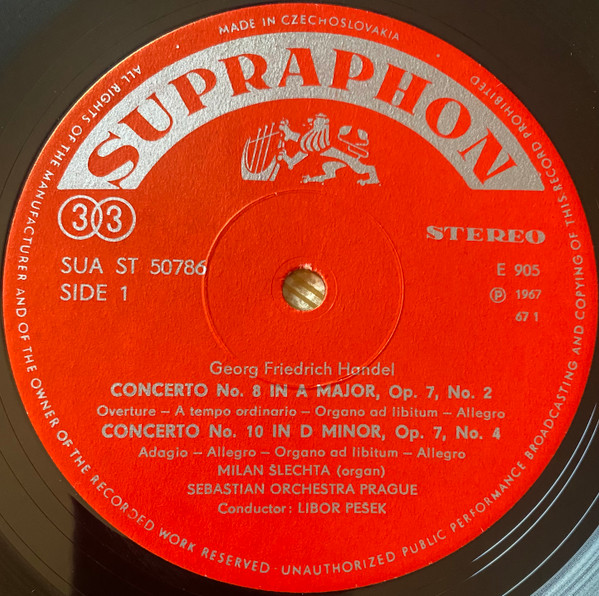 MADE IN CZECHOSLOVAKIA
SUPRAPHON
33
STEREO
SUA ST 50786
SIDE 1
E 905
Ⓟ 1967
67 1
Georg Friedrich Handel
CONCERTO No. 8 IN A MAJOR, Op. 7, No. 2
Overture – A tempo ordinario – Organo ad libitum – Allegro
CONCERTO No. 10 IN D MINOR, Op. 7, No. 4
Adagio – Allegro – Organo ad libitum – Allegro
MILAN ŠLECHTA (organ)
SEBASTIAN ORCHESTRA PRAGUE
Conductor: LIBOR PEŠEK
ALL RIGHTS OF THE MANUFACTURER AND OF THE OWNER OF THE RECORDED WORK RESERVED · UNAUTHORIZED PUBLIC PERFORMANCE BROADCASTING AND COPYING OF THIS RECORD PROHIBITED